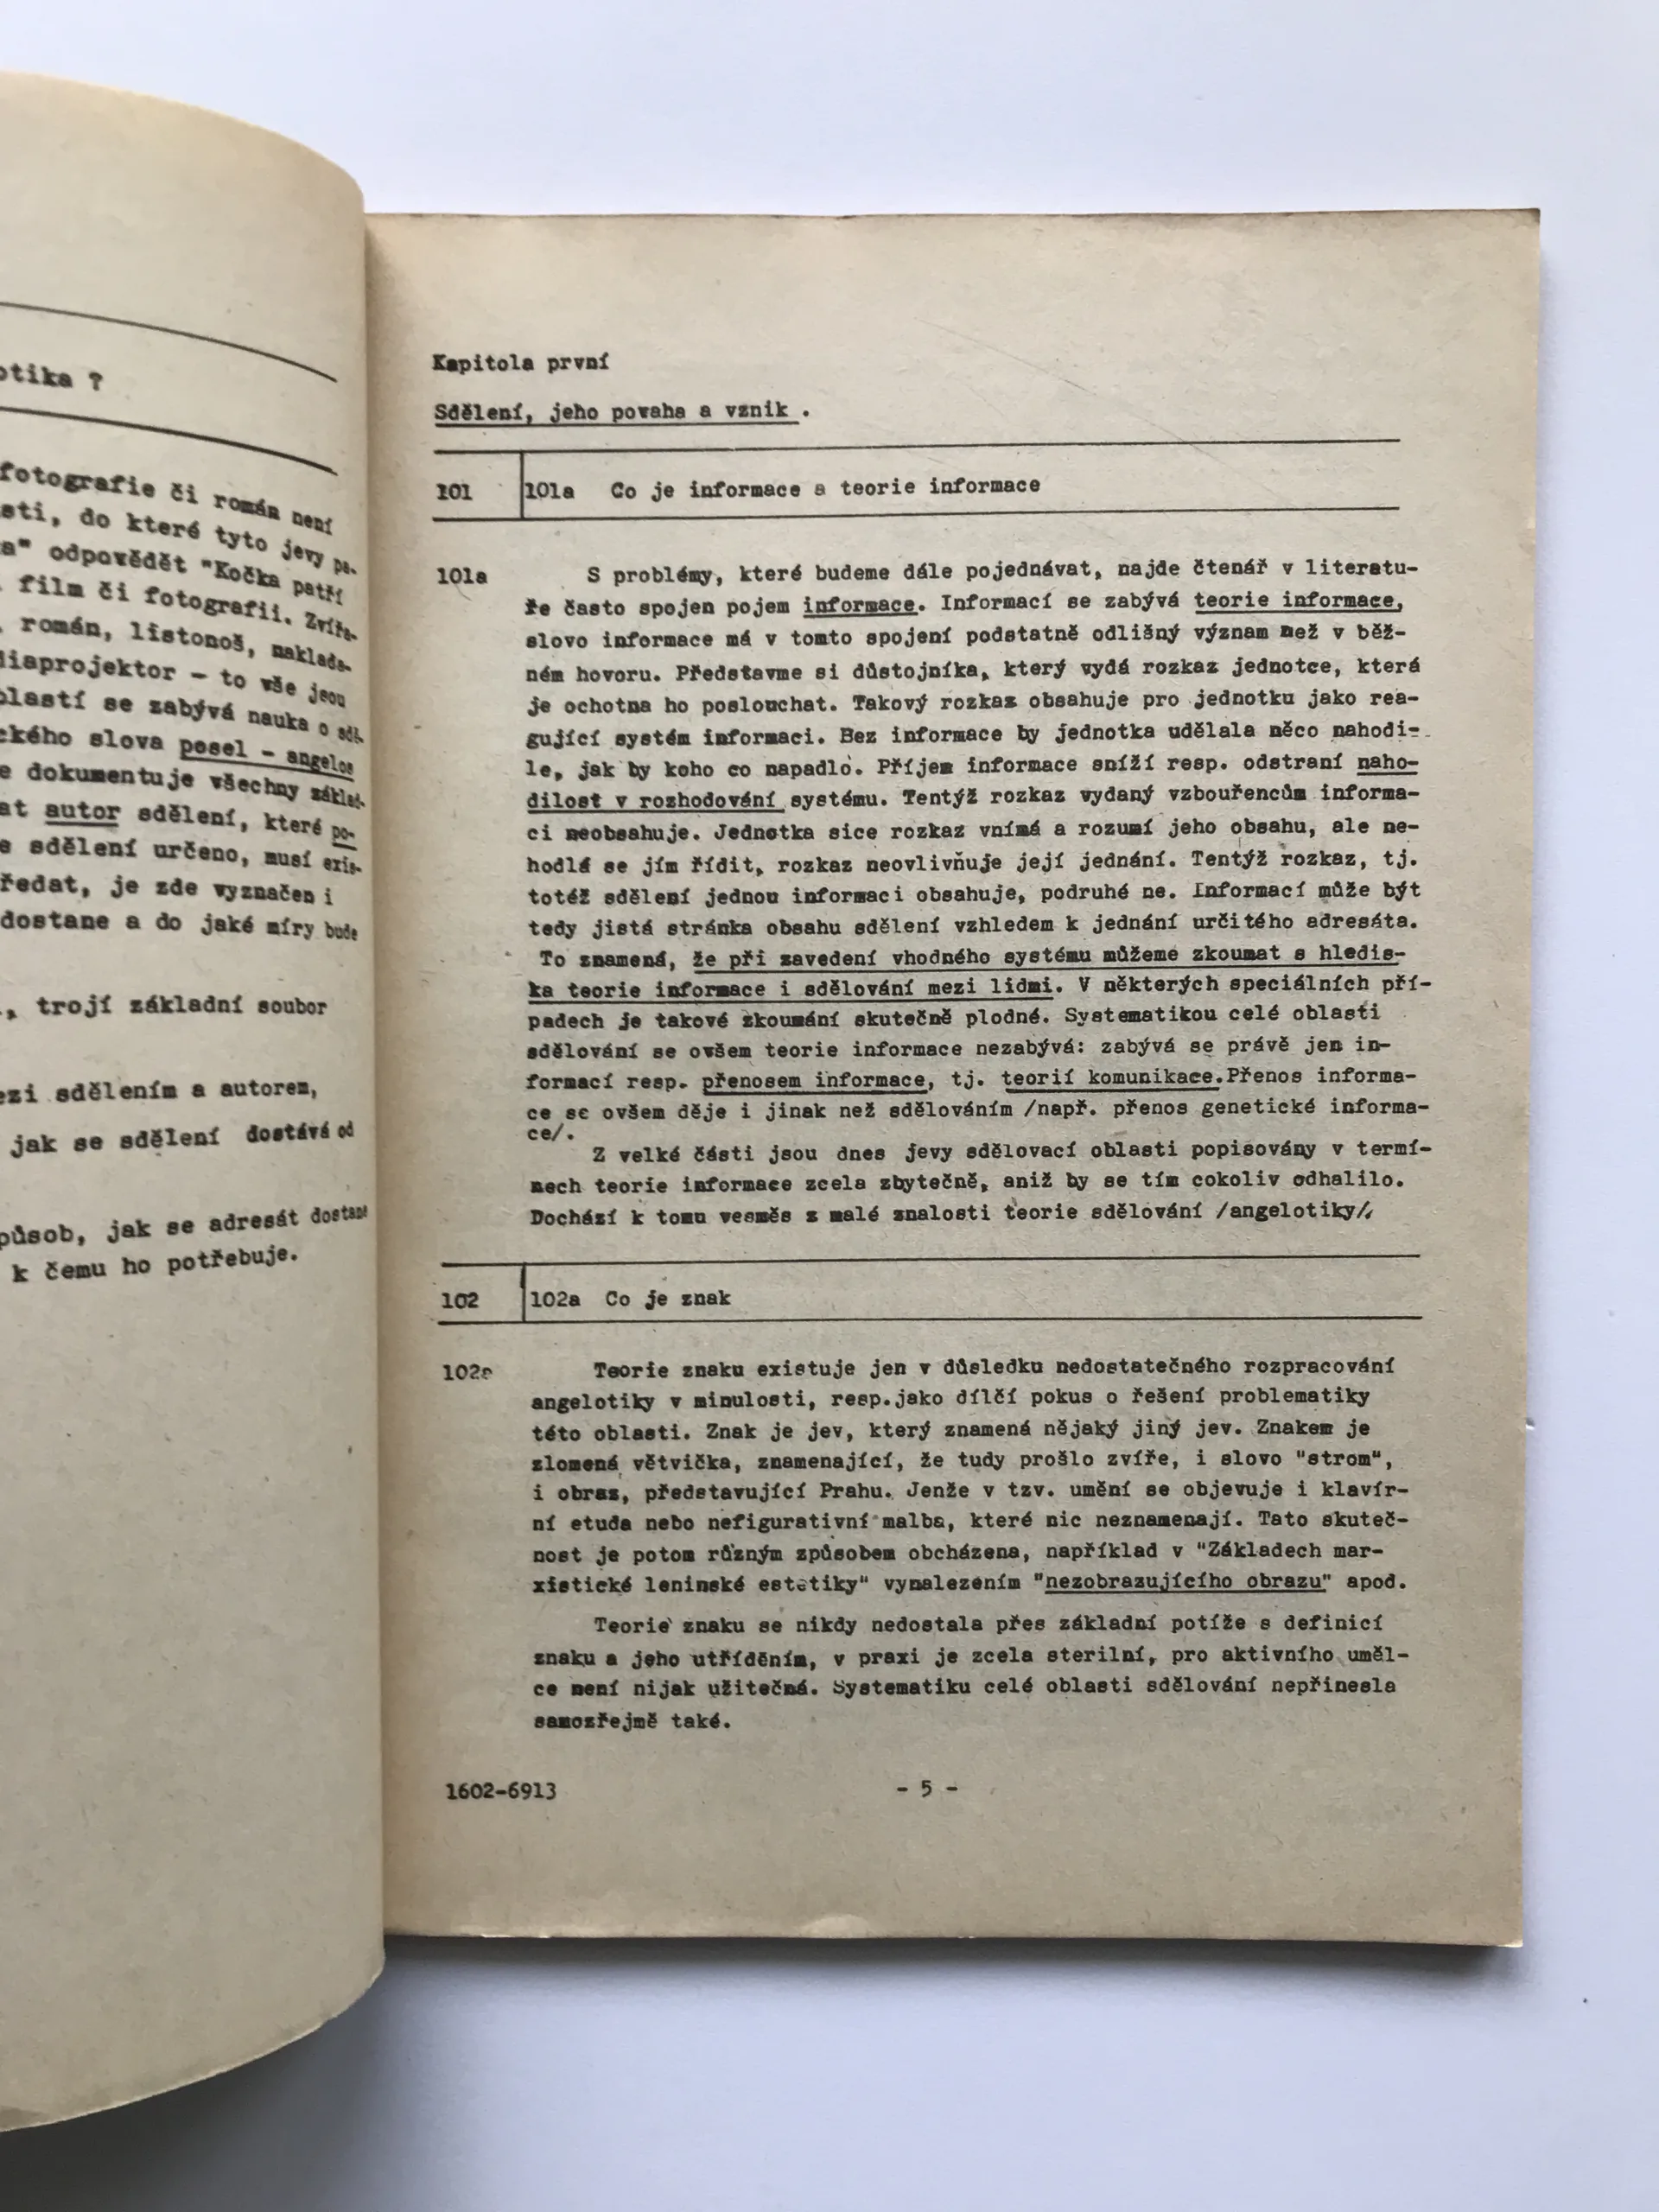 otika ?
fotografie či román není
sti, do které tyto jevy pa-
a" odpovědět "Kočka patří
film či fotografii. Zvíře-
román, listonoš, naklada-
diaprojektor - to vše jsou
blastí se zabývá nauka o sdě-
ckého slova posel - angelos
e dokumentuje všechny základ-
at autor sdělení, které po-
e sdělení určeno, musí exis-
ředat, je zde vyznačen i
dostane a do jaké míry bude
, trojí základní soubor
ezi sdělením a autorem,
jak se sdělení dostává od
působ, jak se adresát dostane
k čemu ho potřebuje.
Kapitola první
Sdělení, jeho povaha a vznik .
101 101a Co je informace a teorie informace
101a S problémy, které budeme dále pojednávat, najde čtenář v literatu-
ře často spojen pojem informace. Informací se zabývá teorie informace,
slovo informace má v tomto spojení podstatně odlišný význam než v běž-
ném hovoru. Představme si důstojníka, který vydá rozkaz jednotce, která
je ochotna ho poslouchat. Takový rozkaz obsahuje pro jednotku jako rea-
gující systém informaci. Bez informace by jednotka udělala něco nahodi-
le, jak by koho co napadlo. Příjem informace sníží resp. odstraní naho-
dilost v rozhodování systému. Tentýž rozkaz vydaný vzbouřencům informa-
ci neobsahuje. Jednotka sice rozkaz vnímá a rozumí jeho obsahu, ale ne-
hodlá se jím řídit, rozkaz neovlivňuje její jednání. Tentýž rozkaz, tj.
totéž sdělení jednou informaci obsahuje, podruhé ne. Informací může být
tedy jistá stránka obsahu sdělení vzhledem k jednání určitého adresáta.
To znamená, že při zavedení vhodného systému můžeme zkoumat s hledis-
ka teorie informace i sdělování mezi lidmi. V některých speciálních pří-
padech je takové zkoumání skutečně plodné. Systematikou celé oblasti
sdělování se ovšem teorie informace nezabývá: zabývá se právě jen in-
formací resp. přenosem informace, tj. teorií komunikace.Přenos informa-
ce se ovšem děje i jinak než sdělováním /např. přenos genetické informa-
ce/.
Z velké části jsou dnes jevy sdělovací oblasti popisovány v termí-
nech teorie informace zcela zbytečně, aniž by se tím cokoliv odhalilo.
Dochází k tomu vesměs z malé znalosti teorie sdělování /angelotiky/.
102 102a Co je znak
102a Teorie znaku existuje jen v důsledku nedostatečného rozpracování
angelotiky v minulosti, resp.jako dílčí pokus o řešení problematiky
této oblasti. Znak je jev, který znamená nějaký jiný jev. Znakem je
zlomená větvička, znamenající, že tudy prošlo zvíře, i slovo "strom",
i obraz, představující Prahu. Jenže v tzv. umění se objevuje i klavír-
ní etuda nebo nefigurativní malba, které nic neznamenají. Tato skuteč-
nost je potom různým způsobem obcházena, například v "Základech mar-
xistické leninské estetiky" vynalezením "nezobrazujícího obrazu" apod.
Teorie znaku se nikdy nedostala přes základní potíže s definicí
znaku a jeho utříděním, v praxi je zcela sterilní, pro aktivního uměl-
ce není nijak užitečná. Systematiku celé oblasti sdělování nepřinesla
samozřejmě také.
1602-6913 - 5 -